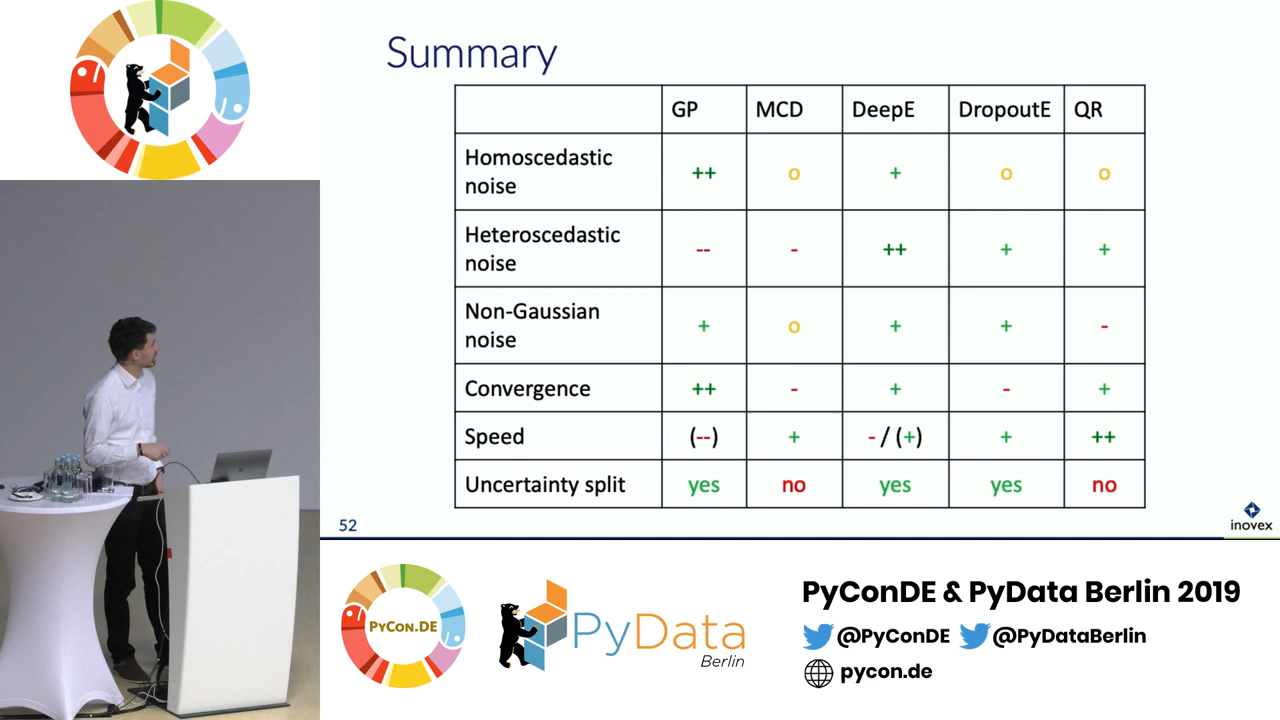 Summary
GP MCD DeepE DropoutE QR
Homoscedastic
noise ++ o + o o
Heteroscedastic
noise -- - ++ + +
Non-Gaussian
noise + o + + -
Convergence ++ - + - +
Speed (--) + - / (+) + ++
Uncertainty split yes no yes yes no
52
inovex
PyCon.DE
PyData
Berlin
PyConDE & PyData Berlin 2019
@PyConDE @PyDataBerlin
pycon.de